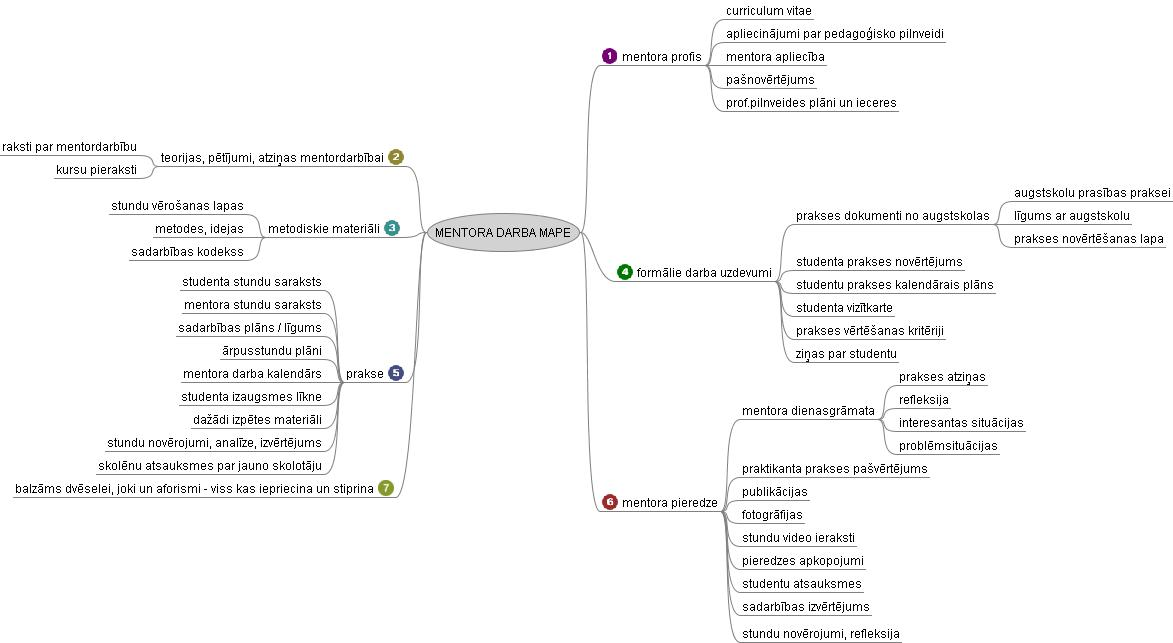 MENTORA DARBA MAPE
1 mentora profis
curriculum vitae
apliecinājumi par pedagoģisko pilnveidi
mentora apliecība
pašnovērtējums
prof.pilnveides plāni un ieceres
2 teorijas, pētījumi, atziņas mentordarbībai
raksti par mentordarbību
kursu pieraksti
3 metodiskie materiāli
stundu vērošanas lapas
metodes, idejas
sadarbības kodekss
4 formālie darba uzdevumi
prakses dokumenti no augstskolas
augstskolu prasības praksei
līgums ar augstskolu
prakses novērtēšanas lapa
studenta prakses novērtējums
studentu prakses kalendārais plāns
studenta vizītkarte
prakses vērtēšanas kritēriji
ziņas par studentu
5 prakse
studenta stundu saraksts
mentora stundu saraksts
sadarbības plāns / līgums
ārpusstundu plāni
mentora darba kalendārs
studenta izaugsmes līkne
dažādi izpētes materiāli
stundu novērojumi, analīze, izvērtējums
skolēnu atsauksmes par jauno skolotāju
6 mentora pieredze
mentora dienasgrāmata
prakses atziņas
refleksija
interesantas situācijas
problēmsituācijas
praktikanta prakses pašvērtējums
publikācijas
fotogrāfijas
stundu video ieraksti
pieredzes apkopojumi
studentu atsauksmes
sadarbības izvērtējums
stundu novērojumi, refleksija
7 balzāms dvēselei, joki un aforismi - viss kas iepriecina un stiprina